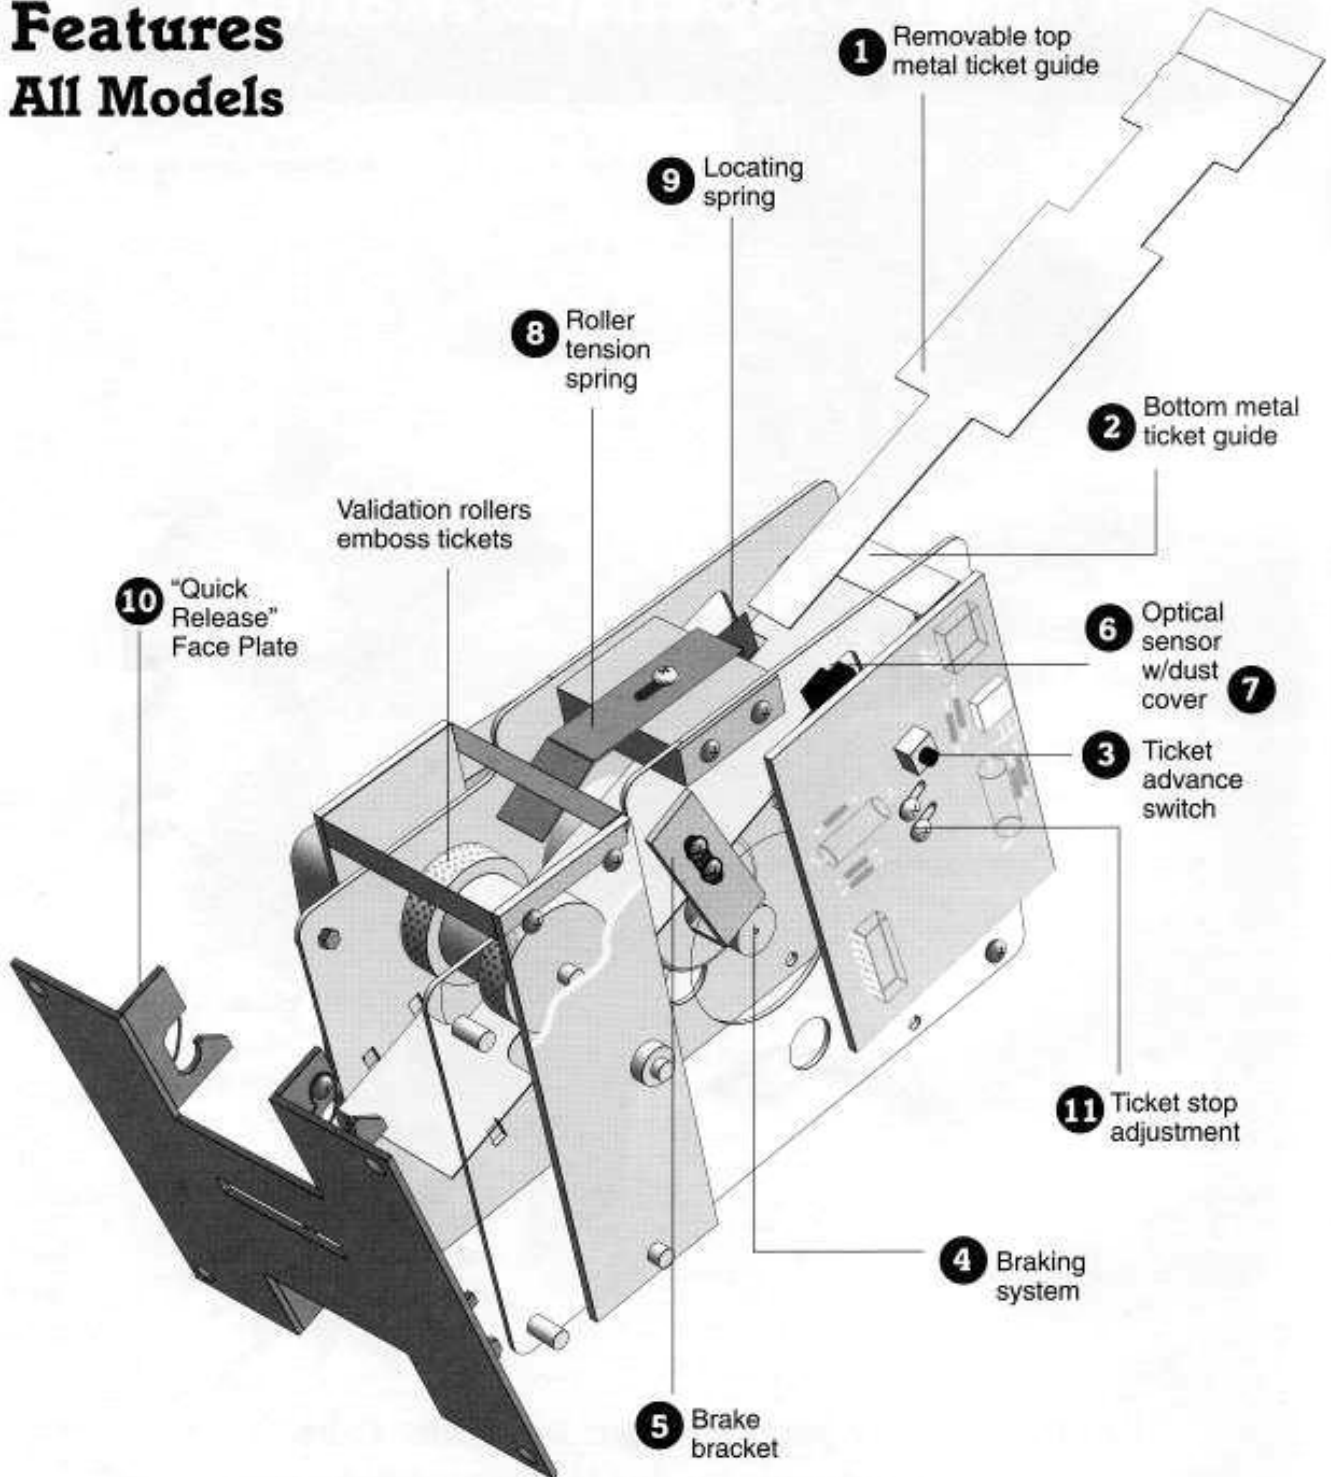 Features
All Models
1 Removable top
metal ticket guide
9 Locating
spring
8 Roller
tension
spring
2 Bottom metal
ticket guide
Validation rollers
emboss tickets
10 “Quick
Release”
Face Plate
6 Optical
sensor
w/dust
cover 7
3 Ticket
advance
switch
11 Ticket stop
adjustment
4 Braking
system
5 Brake
bracket